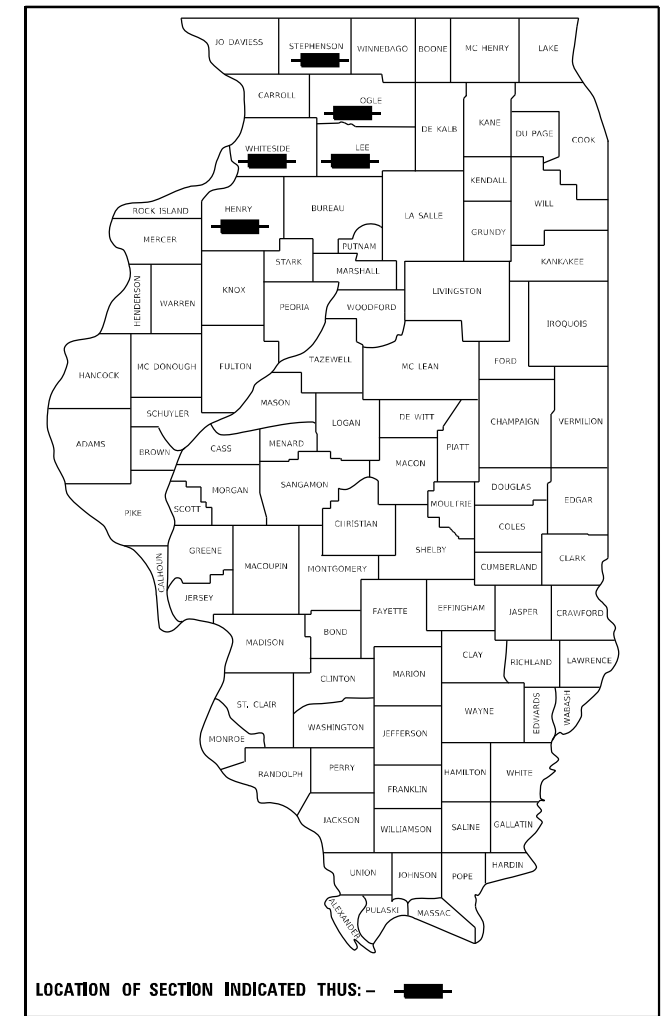 JO DAVIESS
STEPHENSON
WINNEBAGO
BOONE
MC HENRY
LAKE
CARROLL
OGLE
DE KALB
KANE
DU PAGE
COOK
WHITESIDE
LEE
KENDALL
WILL
ROCK ISLAND
HENRY
BUREAU
LA SALLE
GRUNDY
MERCER
PUTNAM
KANKAKEE
STARK
MARSHALL
HENDERSON
WARREN
KNOX
PEORIA
WOODFORD
LIVINGSTON
IROQUOIS
HANCOCK
MC DONOUGH
FULTON
TAZEWELL
MC LEAN
FORD
MASON
SCHUYLER
LOGAN
DE WITT
CHAMPAIGN
VERMILION
ADAMS
BROWN
CASS
MENARD
PIATT
MACON
MORGAN
SANGAMON
DOUGLAS
EDGAR
PIKE
SCOTT
CHRISTIAN
MOULTRIE
COLES
GREENE
MACOUPIN
MONTGOMERY
SHELBY
CUMBERLAND
CLARK
CALHOUN
JERSEY
FAYETTE
EFFINGHAM
JASPER
CRAWFORD
MADISON
BOND
CLAY
RICHLAND
LAWRENCE
CLINTON
MARION
ST. CLAIR
WAYNE
EDWARDS
WABASH
MONROE
WASHINGTON
JEFFERSON
RANDOLPH
PERRY
HAMILTON
WHITE
FRANKLIN
JACKSON
WILLIAMSON
SALINE
GALLATIN
UNION
JOHNSON
POPE
HARDIN
ALEXANDER
PULASKI
MASSAC
LOCATION OF SECTION INDICATED THUS: –